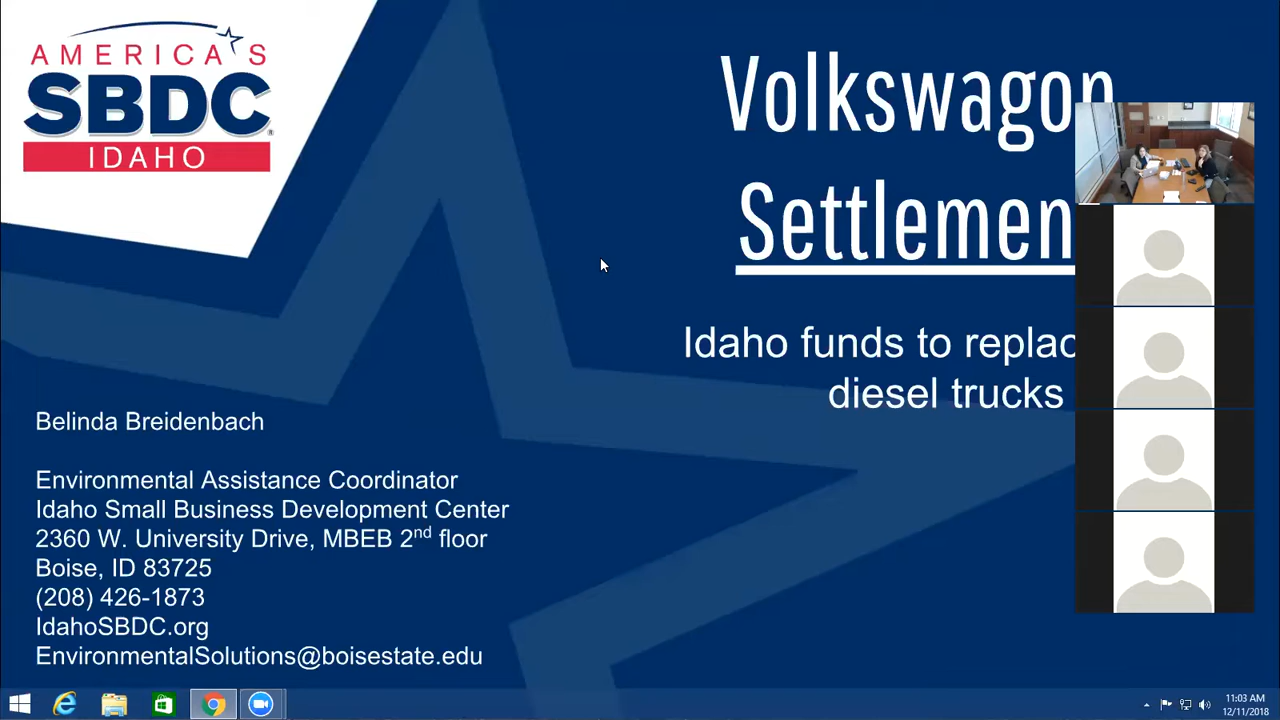 AMERICA'S
SBDC
IDAHO
Volkswagon
Settlemen
Idaho funds to replac
diesel trucks
Belinda Breidenbach
Environmental Assistance Coordinator
Idaho Small Business Development Center
2360 W. University Drive, MBEB 2nd floor
Boise, ID 83725
(208) 426-1873
IdahoSBDC.org
EnvironmentalSolutions@boisestate.edu
11:03 AM
12/11/2018